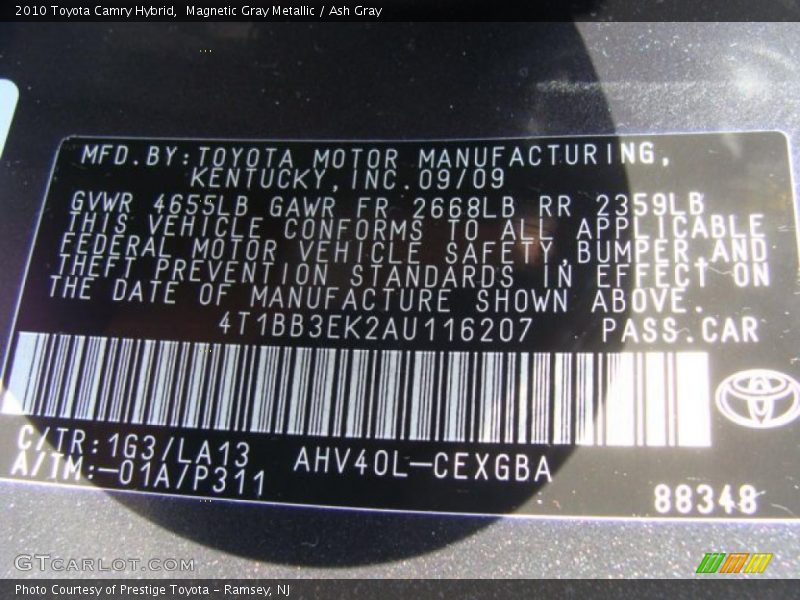 2010 Toyota Camry Hybrid,  Magnetic Gray Metallic / Ash Gray
MFD.BY:TOYOTA MOTOR MANUFACTURING,
KENTUCKY,INC.09/09
GVWR 4655LB GAWR FR 2668LB RR 2359LB
THIS VEHICLE CONFORMS TO ALL APPLICABLE
FEDERAL MOTOR VEHICLE SAFETY,BUMPER,AND
THEFT PREVENTION STANDARDS IN EFFECT ON
THE DATE OF MANUFACTURE SHOWN ABOVE.
4T1BB3EK2AU116207 PASS.CAR
C/TR:1G3/LA13
A/TM:-01A/P311
AHV40L-CEXGBA
88348
GTCARLOT.COM
Photo Courtesy of Prestige Toyota - Ramsey, NJ